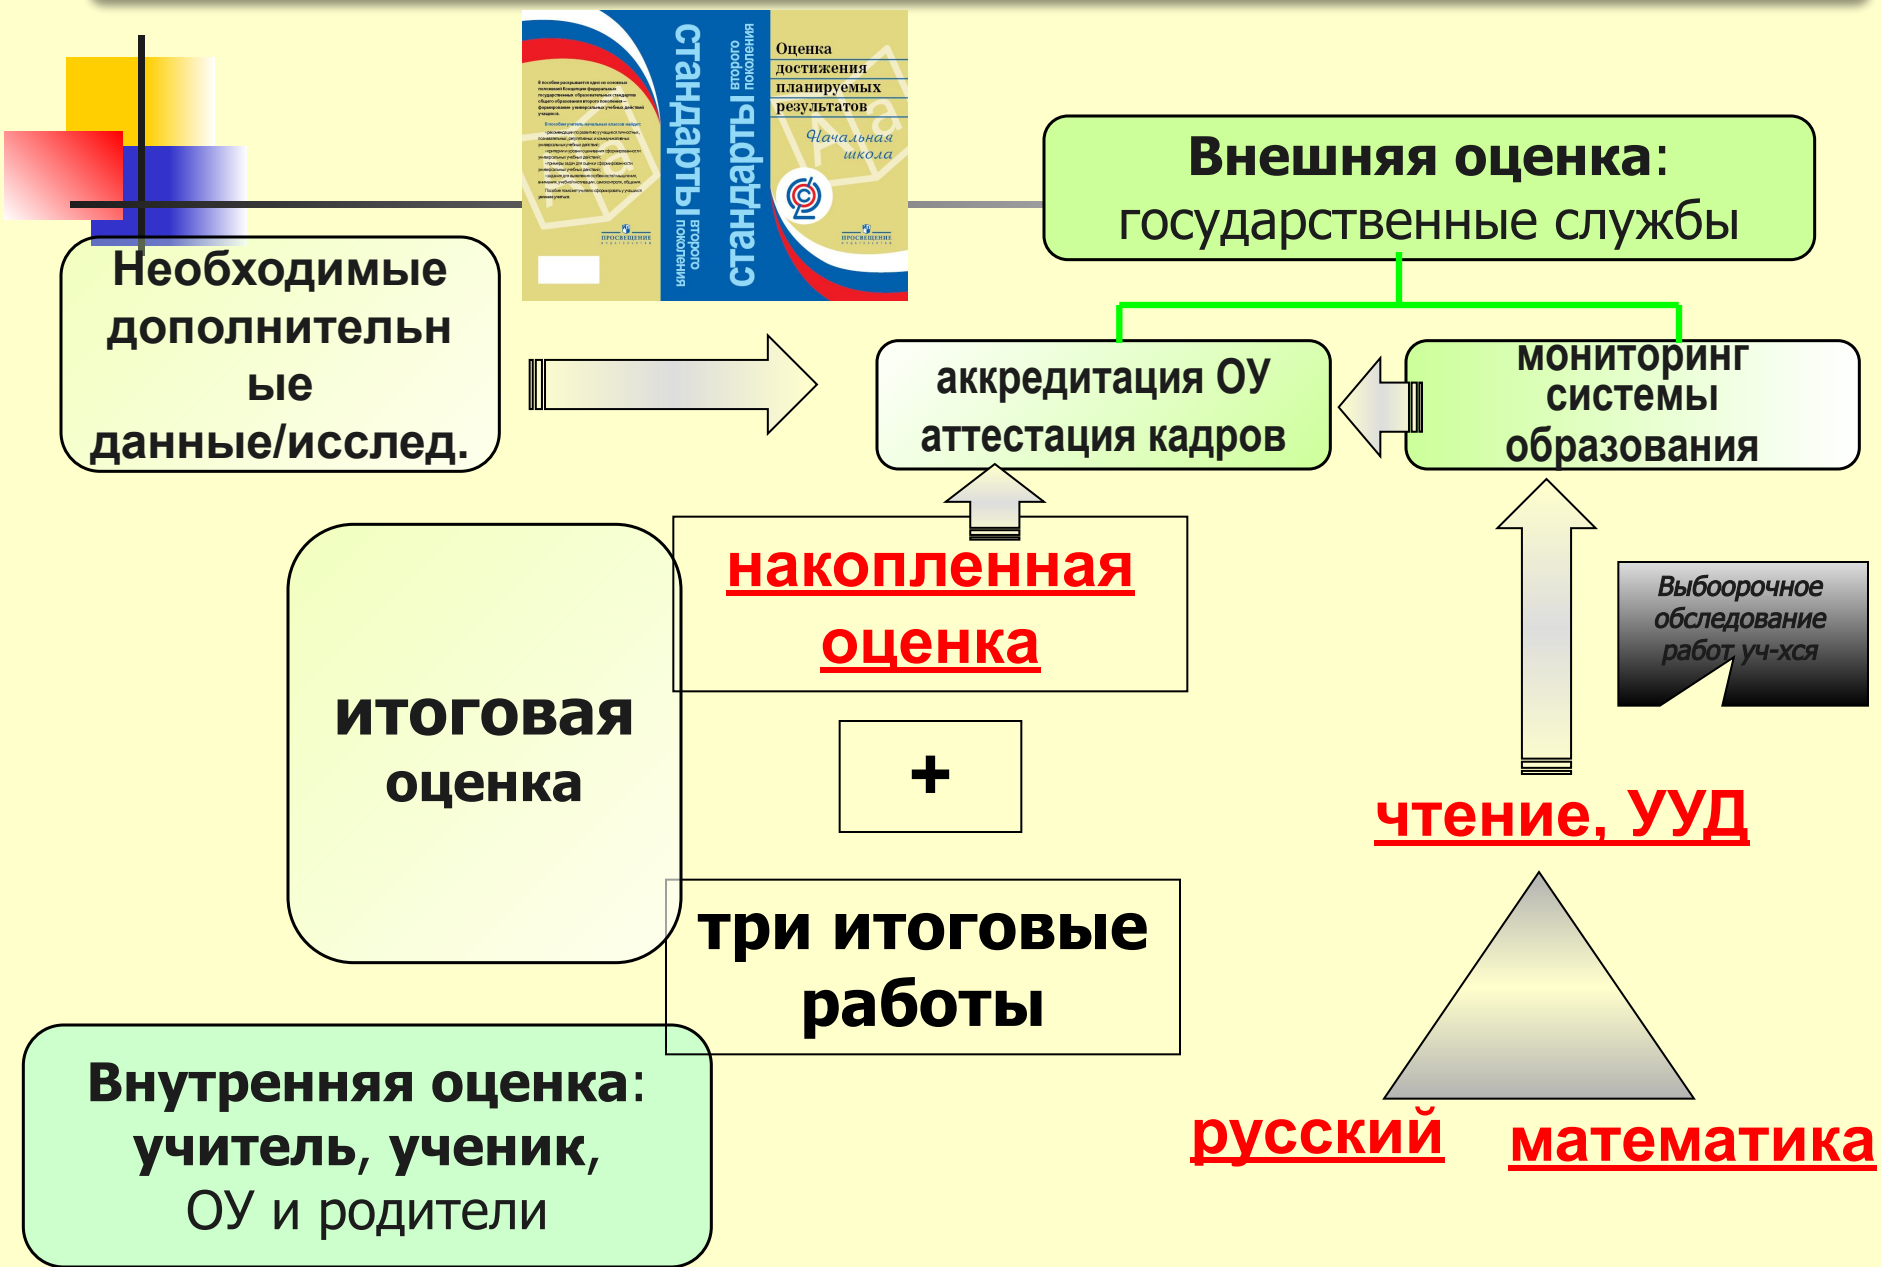 стандарты второго
поколения
стандарты второго
поколения
Оценка
достижения
планируемых
результатов
Начальная
школа
ПРОСВЕЩЕНИЕ
ПРОСВЕЩЕНИЕ
Внешняя оценка:
государственные службы
Необходимые
дополнительн
ые
данные/исслед.
аккредитация ОУ
аттестация кадров
мониторинг
системы
образования
накопленная
оценка
Выбоорочное
обследование
работ уч-хся
итоговая
оценка
+
чтение, УУД
три итоговые
работы
русский
математика
Внутренняя оценка:
учитель, ученик,
ОУ и родители